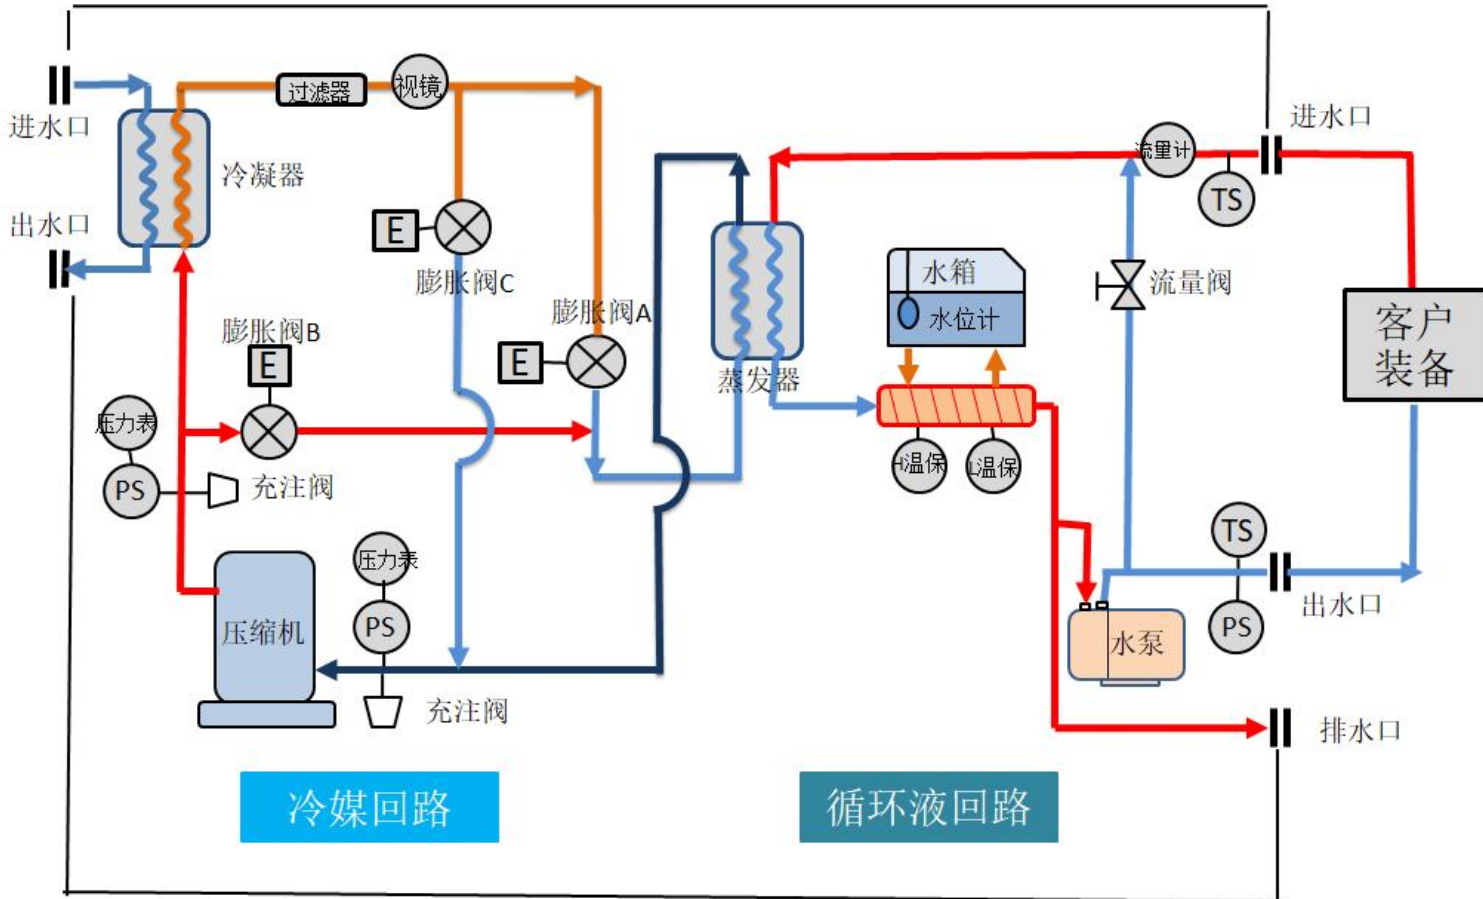 进水口
过滤器
视镜
流量计
进水口
冷凝器
TS
出水口
E
膨胀阀C
水箱
水位计
流量阀
客户
装备
膨胀阀A
膨胀阀B
E
E
蒸发器
压力表
H温保
L温保
PS
充注阀
TS
压力表
出水口
压缩机
PS
水泵
PS
充注阀
排水口
冷媒回路
循环液回路